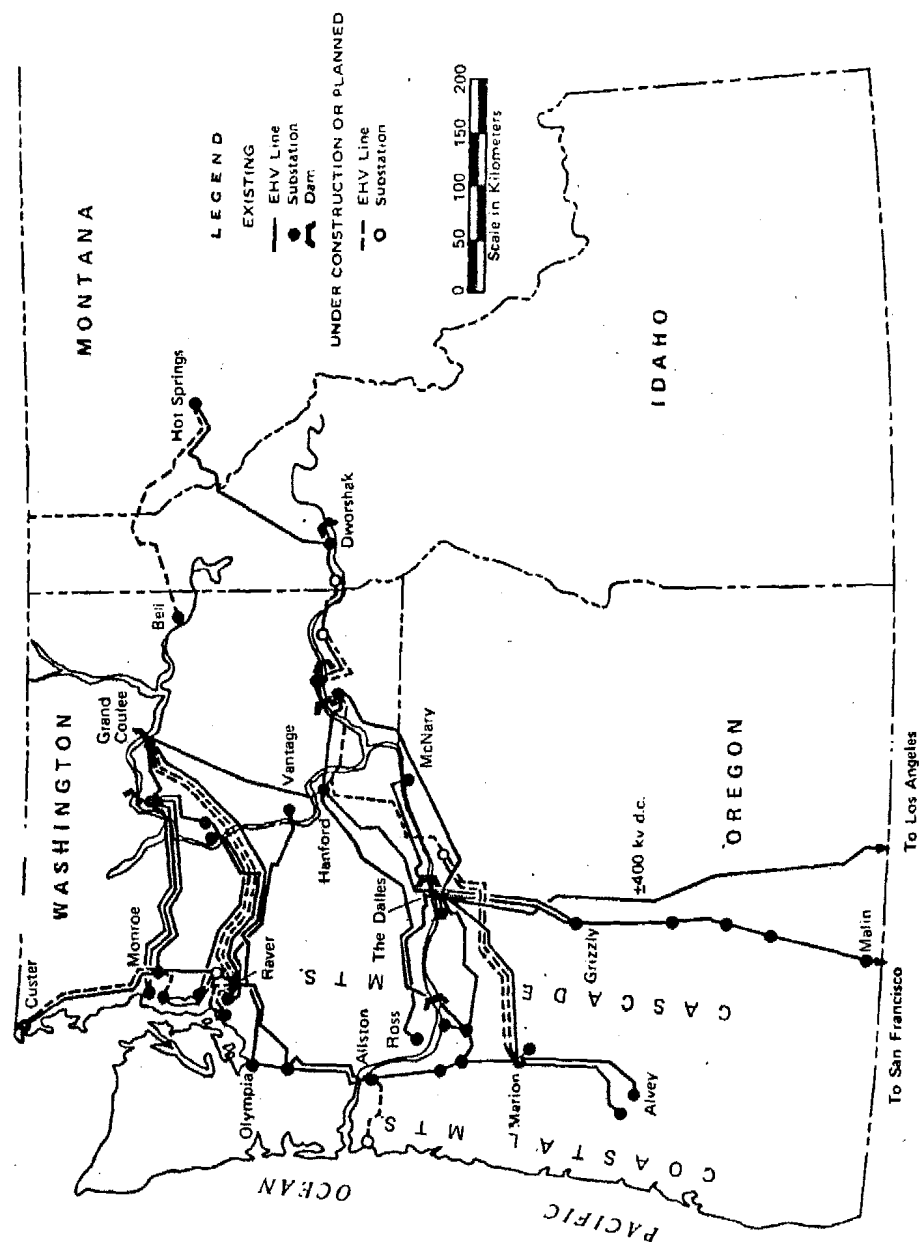 WASHINGTON
MONTANA
IDAHO
OREGON
PACIFIC
OCEAN
CASCADE
MTS.
COASTAL
MTS.
Custer
Monroe
Grand
Coulee
Bell
Hot Springs
Raver
Vantage
Hanford
Dworshak
Olympia
Allston
Ross
The Dalles
McNary
Marion
Alvey
Grizzly
Malin
±400 kv d.c.
To San Francisco
To Los Angeles
LEGEND
EXISTING
EHV Line
Substation
Dam
UNDER CONSTRUCTION OR PLANNED
EHV Line
Substation
0 50 100 150 200
Scale in Kilometers